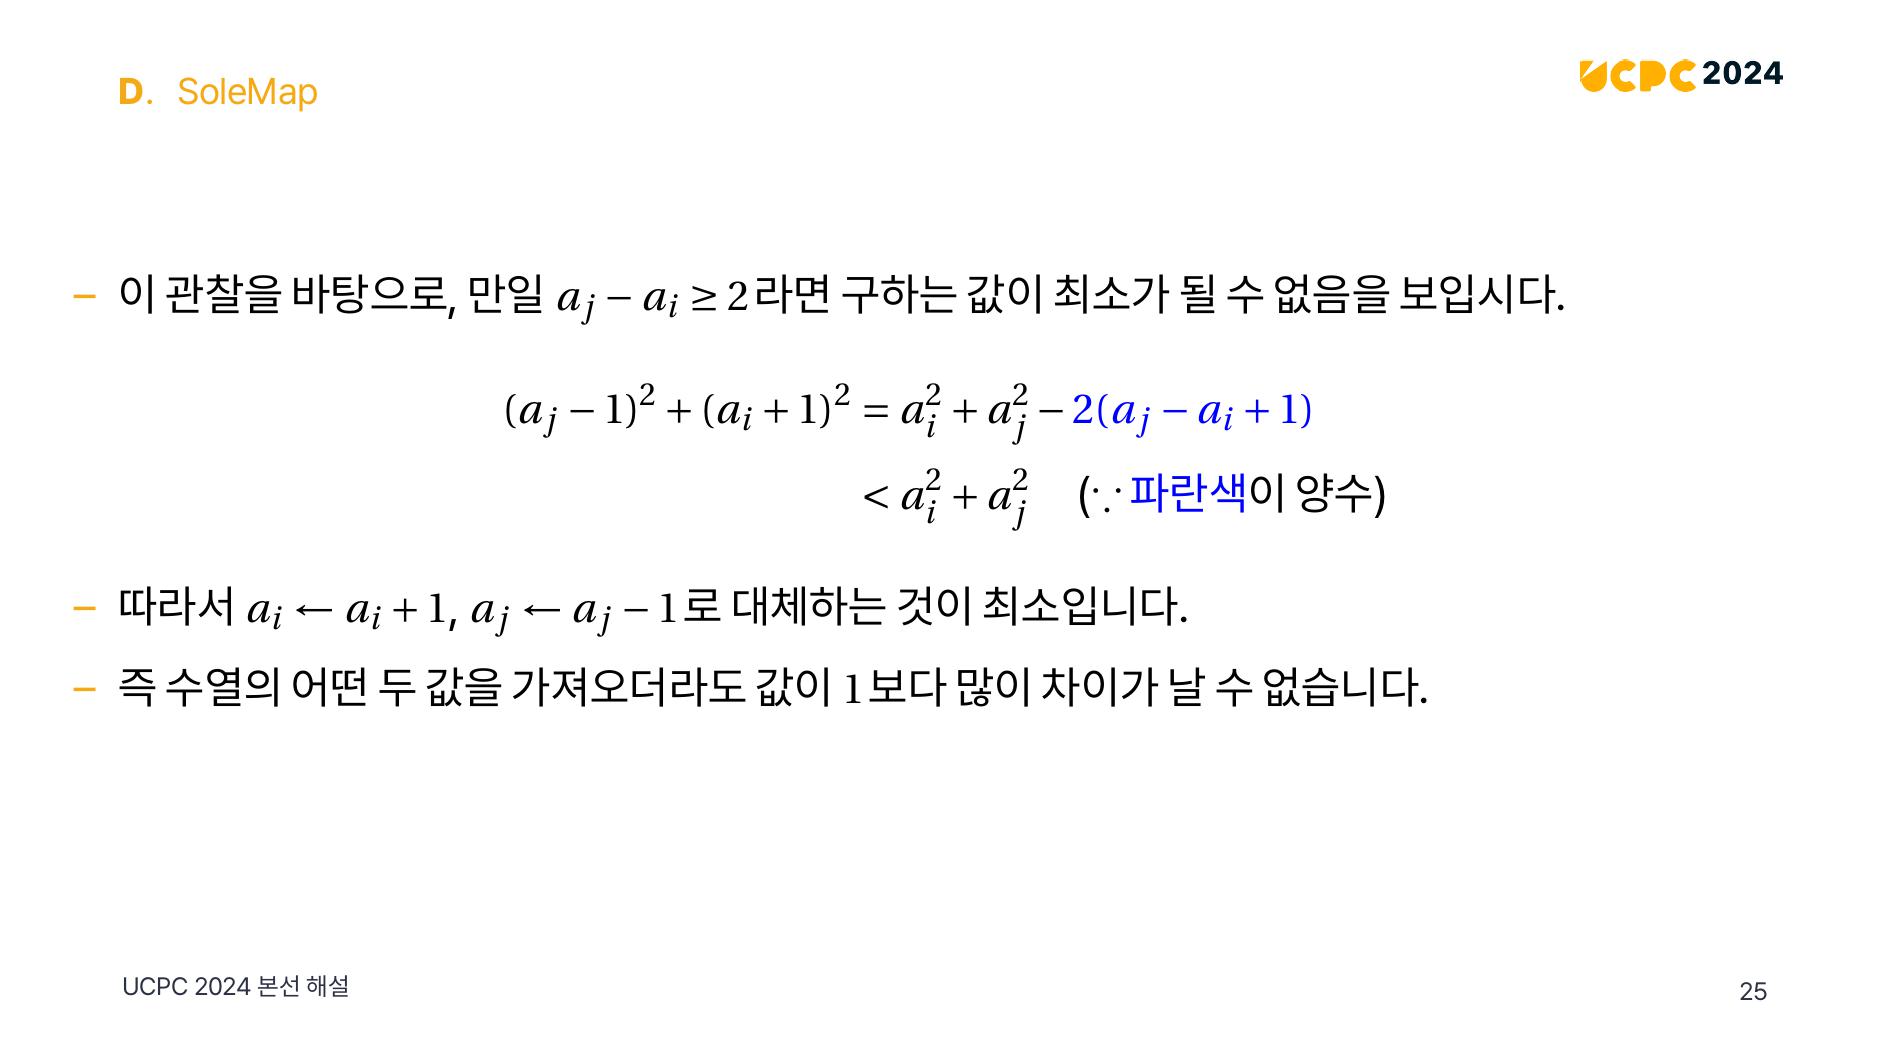 D. SoleMap
UCPC 2024
– 이 관찰을 바탕으로, 만일 $a_j - a_i \geq 2$라면 구하는 값이 최소가 될 수 없음을 보입시다.
$(a_j - 1)^2 + (a_i + 1)^2 = a_i^2 + a_j^2 - 2(a_j - a_i + 1)$
$< a_i^2 + a_j^2$ (∵ 파란색이 양수)
– 따라서 $a_i \leftarrow a_i + 1$, $a_j \leftarrow a_j - 1$로 대체하는 것이 최소입니다.
– 즉 수열의 어떤 두 값을 가져오더라도 값이 1보다 많이 차이가 날 수 없습니다.
UCPC 2024 본선 해설
25